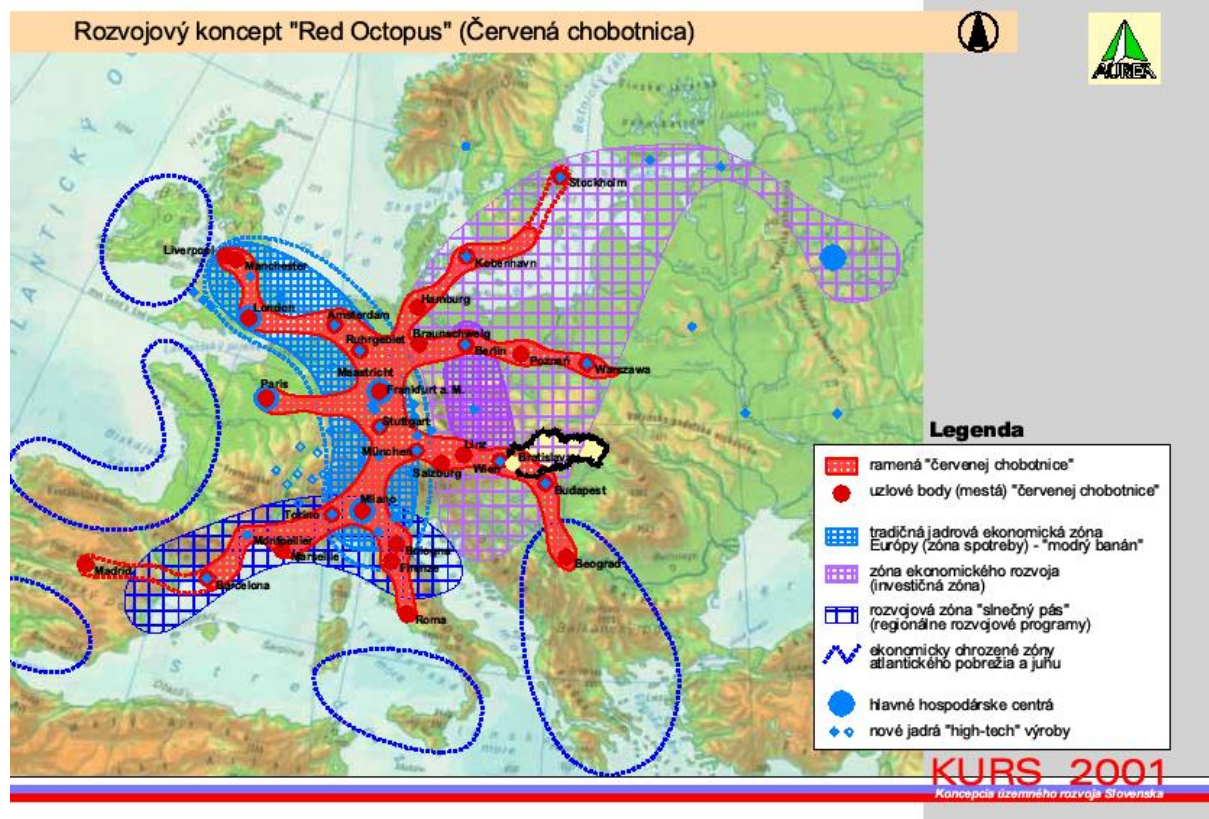 Rozvojový koncept "Red Octopus" (Červená chobotnica)
AUREX
Stockholm
Liverpool
Manchester
København
London
Amsterdam
Hamburg
Ruhrgebiet
Braunschweig
Berlin
Poznań
Warszawa
Maastricht
Paris
Frankfurt a. M.
Stuttgart
München
Linz
Salzburg
Wien
Bratislava
Budapest
Milano
Torino
Montpellier
Marseille
Bologna
Firenze
Beograd
Madrid
Barcelona
Roma
Legenda
ramená "červenej chobotnice"
uzlové body (mestá) "červenej chobotnice"
tradičná jadrová ekonomická zóna
Európy (zóna spotreby) - "modrý banán"
zóna ekonomického rozvoja
(investičná zóna)
rozvojová zóna "slnečný pás"
(regionálne rozvojové programy)
ekonomicky ohrozené zóny
atlantického pobrežia a juhu
hlavné hospodárske centrá
nové jadrá "high-tech" výroby
KURS 2001
Koncepcia územného rozvoja Slovenska